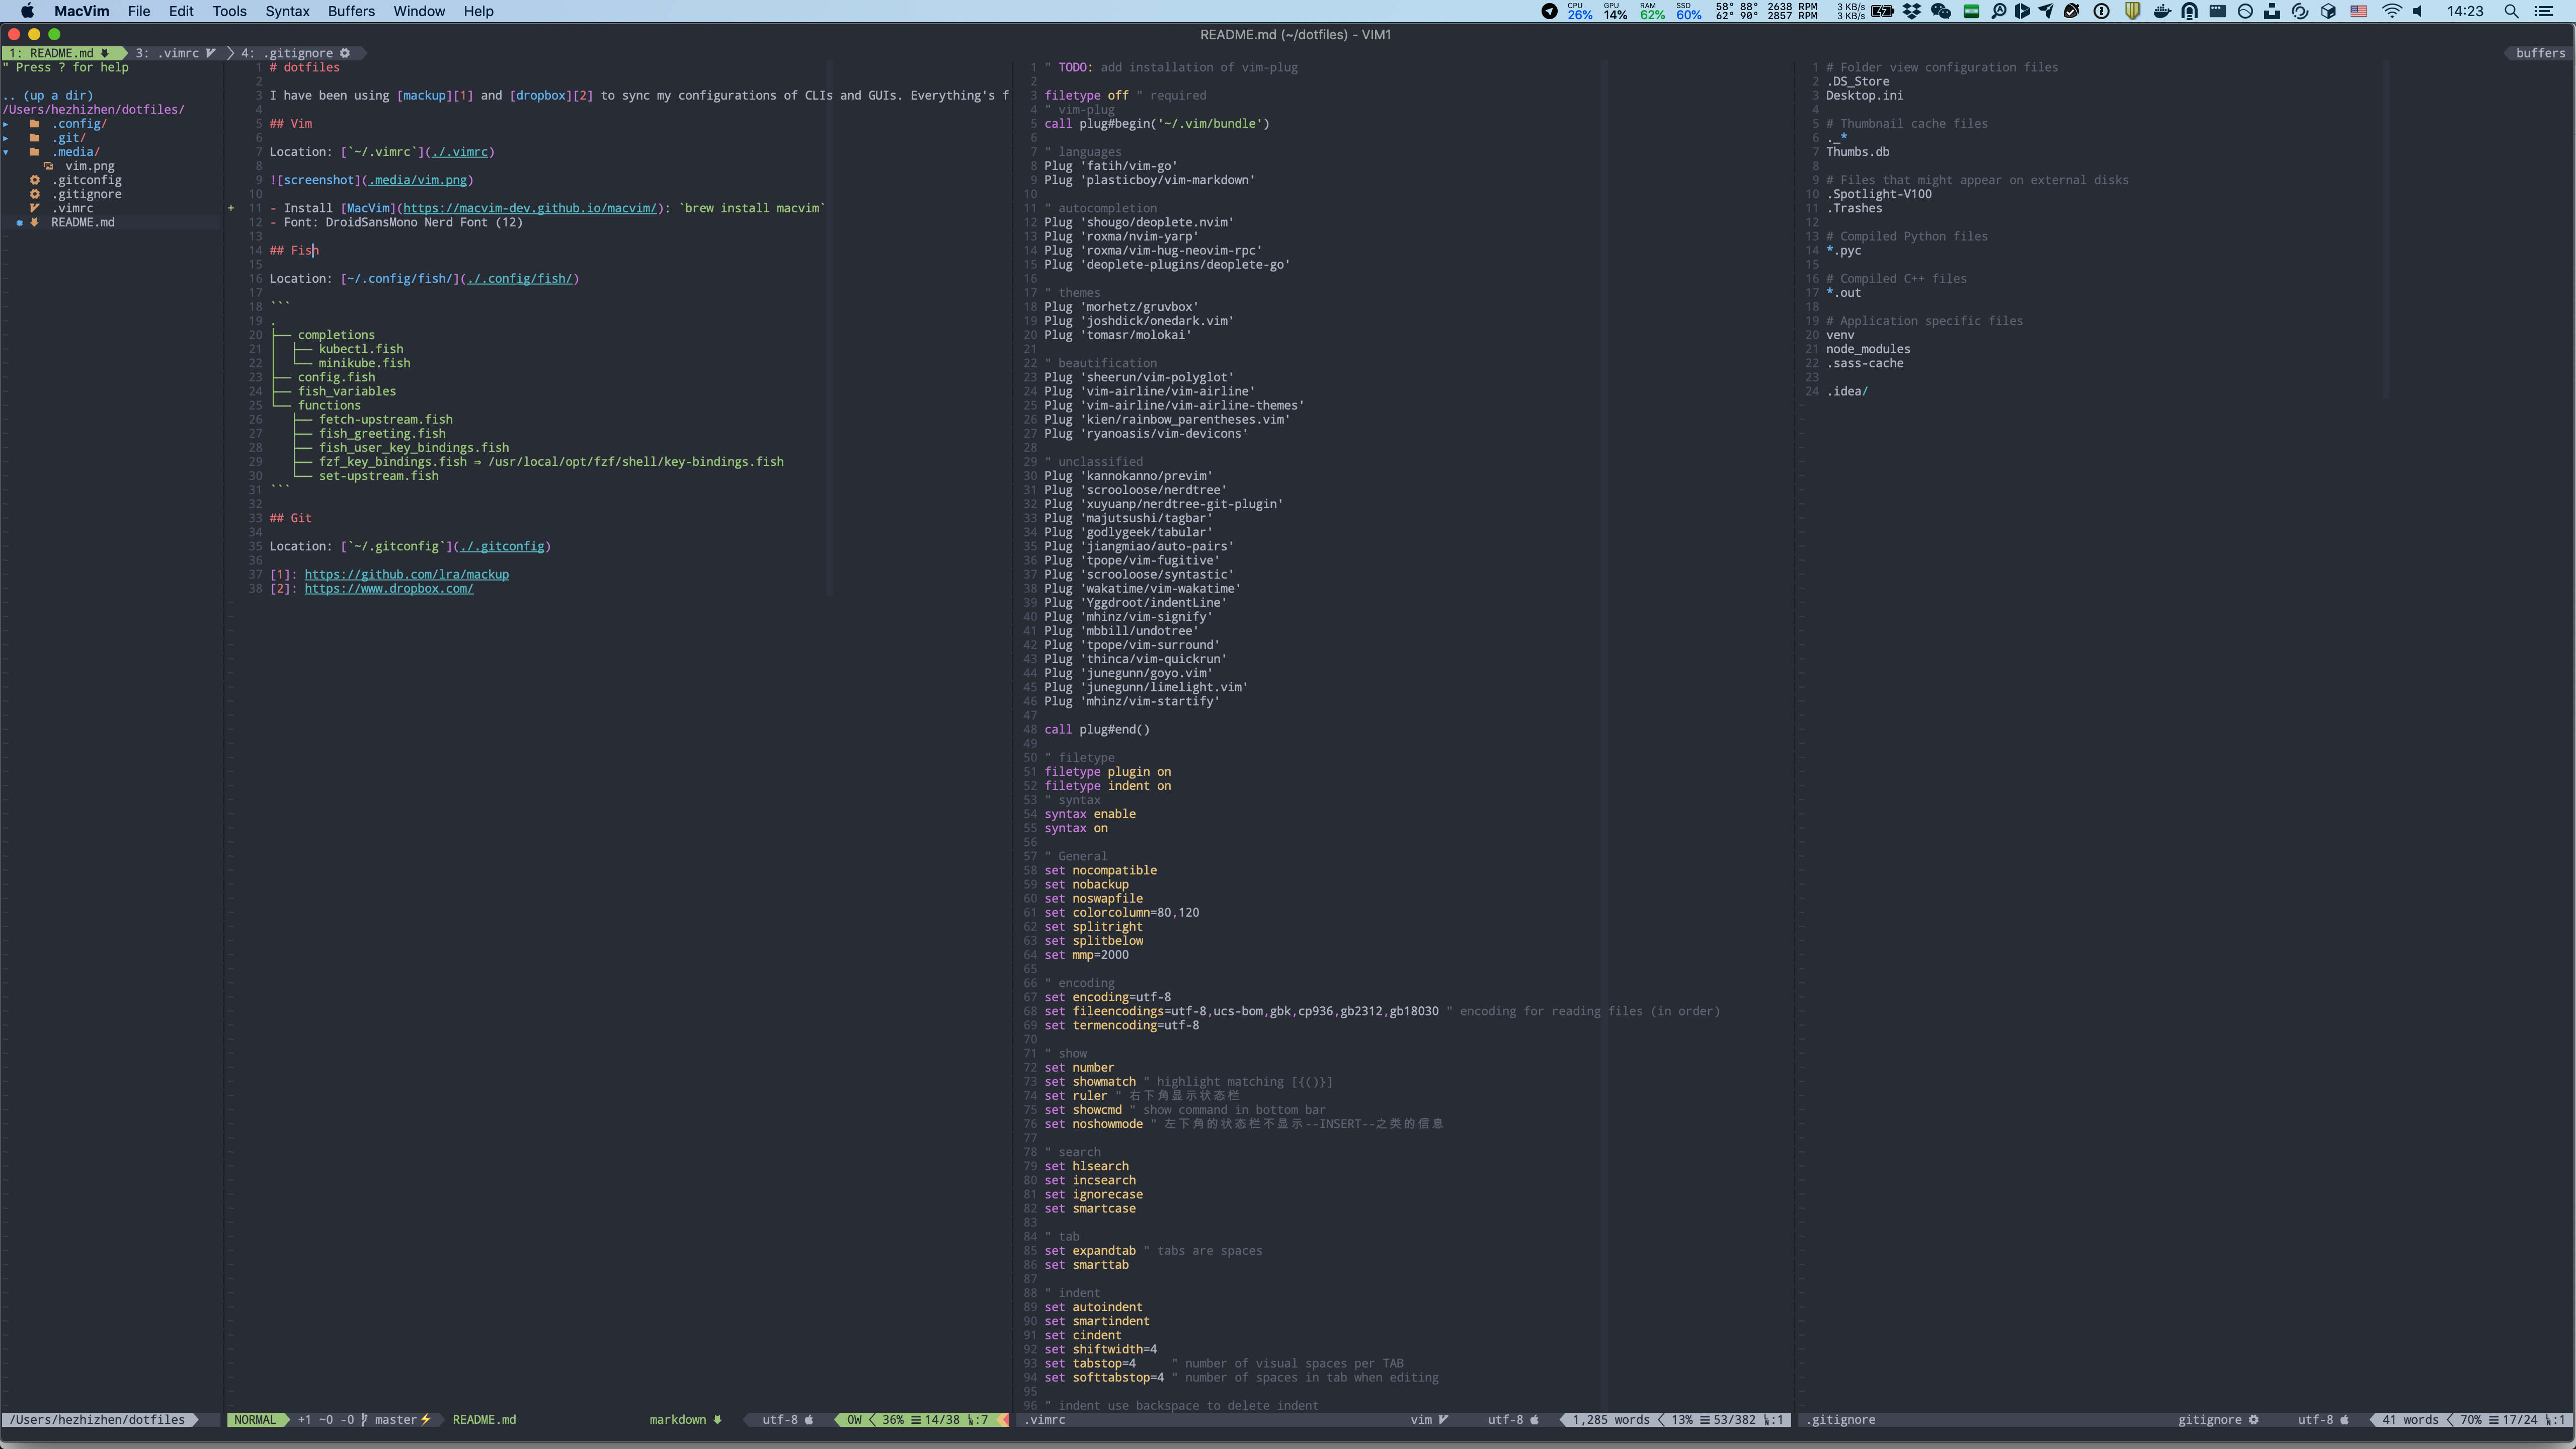 MacVim File Edit Tools Syntax Buffers Window Help
CPU 26% GPU 14% RAM 62% SSD 60% 58° 88° 2638 RPM 62° 90° 2857 RPM 3 KB/s 3 KB/s 14:23
README.md (~/dotfiles) - VIM1
1: README.md 3: .vimrc 4: .gitignore buffers
" Press ? for help
.. (up a dir)
/Users/hezhizhen/dotfiles/
▸ .config/
▸ .git/
▾ .media/
vim.png
.gitconfig
.gitignore
.vimrc
README.md
/Users/hezhizhen/dotfiles
1 # dotfiles
2
3 I have been using [mackup][1] and [dropbox][2] to sync my configurations of CLIs and GUIs. Everything's f
4
5 ## Vim
6
7 Location: [`~/.vimrc`](./.vimrc)
8
9 ![screenshot](.media/vim.png)
10
+ 11 - Install [MacVim](https://macvim-dev.github.io/macvim/): `brew install macvim`
12 - Font: DroidSansMono Nerd Font (12)
13
14 ## Fish
15
16 Location: [~/.config/fish/](./.config/fish/)
17
18 ```
19 .
20 ├── completions
21 │   ├── kubectl.fish
22 │   └── minikube.fish
23 ├── config.fish
24 ├── fish_variables
25 └── functions
26     ├── fetch-upstream.fish
27     ├── fish_greeting.fish
28     ├── fish_user_key_bindings.fish
29     ├── fzf_key_bindings.fish ⇒ /usr/local/opt/fzf/shell/key-bindings.fish
30     └── set-upstream.fish
31 ```
32
33 ## Git
34
35 Location: [`~/.gitconfig`](./.gitconfig)
36
37 [1]: https://github.com/lra/mackup
38 [2]: https://www.dropbox.com/
NORMAL +1 ~0 -0 master⚡ README.md markdown utf-8 0W 36% ☰ 14/38 :7
1 " TODO: add installation of vim-plug
2
3 filetype off " required
4 " vim-plug
5 call plug#begin('~/.vim/bundle')
6
7 " languages
8 Plug 'fatih/vim-go'
9 Plug 'plasticboy/vim-markdown'
10
11 " autocompletion
12 Plug 'shougo/deoplete.nvim'
13 Plug 'roxma/nvim-yarp'
14 Plug 'roxma/vim-hug-neovim-rpc'
15 Plug 'deoplete-plugins/deoplete-go'
16
17 " themes
18 Plug 'morhetz/gruvbox'
19 Plug 'joshdick/onedark.vim'
20 Plug 'tomasr/molokai'
21
22 " beautification
23 Plug 'sheerun/vim-polyglot'
24 Plug 'vim-airline/vim-airline'
25 Plug 'vim-airline/vim-airline-themes'
26 Plug 'kien/rainbow_parentheses.vim'
27 Plug 'ryanoasis/vim-devicons'
28
29 " unclassified
30 Plug 'kannokanno/previm'
31 Plug 'scrooloose/nerdtree'
32 Plug 'xuyuanp/nerdtree-git-plugin'
33 Plug 'majutsushi/tagbar'
34 Plug 'godlygeek/tabular'
35 Plug 'jiangmiao/auto-pairs'
36 Plug 'tpope/vim-fugitive'
37 Plug 'scrooloose/syntastic'
38 Plug 'wakatime/vim-wakatime'
39 Plug 'Yggdroot/indentLine'
40 Plug 'mhinz/vim-signify'
41 Plug 'mbbill/undotree'
42 Plug 'tpope/vim-surround'
43 Plug 'thinca/vim-quickrun'
44 Plug 'junegunn/goyo.vim'
45 Plug 'junegunn/limelight.vim'
46 Plug 'mhinz/vim-startify'
47
48 call plug#end()
49
50 " filetype
51 filetype plugin on
52 filetype indent on
53 " syntax
54 syntax enable
55 syntax on
56
57 " General
58 set nocompatible
59 set nobackup
60 set noswapfile
61 set colorcolumn=80,120
62 set splitright
63 set splitbelow
64 set mmp=2000
65
66 " encoding
67 set encoding=utf-8
68 set fileencodings=utf-8,ucs-bom,gbk,cp936,gb2312,gb18030 " encoding for reading files (in order)
69 set termencoding=utf-8
70
71 " show
72 set number
73 set showmatch " highlight matching [{()}]
74 set ruler " 右下角显示状态栏
75 set showcmd " show command in bottom bar
76 set noshowmode " 左下角的状态栏不显示--INSERT--之类的信息
77
78 " search
79 set hlsearch
80 set incsearch
81 set ignorecase
82 set smartcase
83
84 " tab
85 set expandtab " tabs are spaces
86 set smarttab
87
88 " indent
89 set autoindent
90 set smartindent
91 set cindent
92 set shiftwidth=4
93 set tabstop=4     " number of visual spaces per TAB
94 set softtabstop=4 " number of spaces in tab when editing
95
96 " indent use backspace to delete indent
.vimrc vim utf-8 1,285 words 13% ☰ 53/382 :1
1 # Folder view configuration files
2 .DS_Store
3 Desktop.ini
4
5 # Thumbnail cache files
6 ._*
7 Thumbs.db
8
9 # Files that might appear on external disks
10 .Spotlight-V100
11 .Trashes
12
13 # Compiled Python files
14 *.pyc
15
16 # Compiled C++ files
17 *.out
18
19 # Application specific files
20 venv
21 node_modules
22 .sass-cache
23
24 .idea/
.gitignore gitignore utf-8 41 words 70% ☰ 17/24 :1